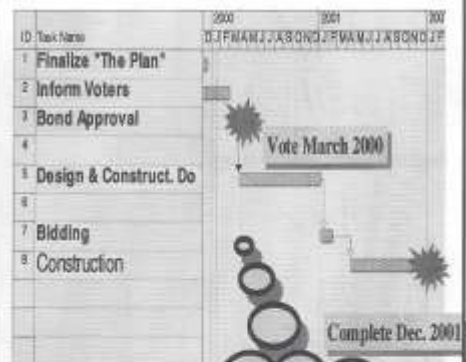 2000 2001 200
ID Task Name D J F M A M J J A S O N D J F M A M J J A S O N D J F
1 Finalize "The Plan"
2 Inform Voters
3 Bond Approval
Vote March 2000
4
5 Design & Construct. Do
6
7 Bidding
8 Construction
Complete Dec. 2001